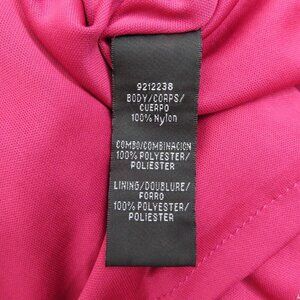 9212238
BODY/CORPS/
CUERPO
100% Nylon
COMBO/COMBINACION
100% POLYESTER/
POLIESTER
LINING/DOUBLURE/
FORRO
100% POLYESTER/
POLIESTER